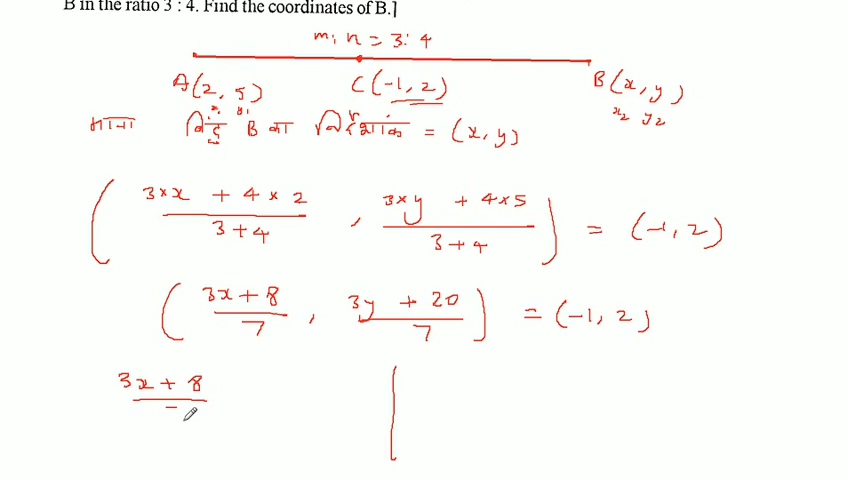 B in the ratio 3 : 4. Find the coordinates of B.]
m : n = 3 : 4
A(2, 5) C(-1, 2) B(x, y)
x₁ y₁ x₂ y₂
B = (x, y)
( 3×x + 4×2 / 3+4 , 3×y + 4×5 / 3+4 ) = (-1, 2)
( 3x+8 / 7 , 3y + 20 / 7 ) = (-1, 2)
3x + 8